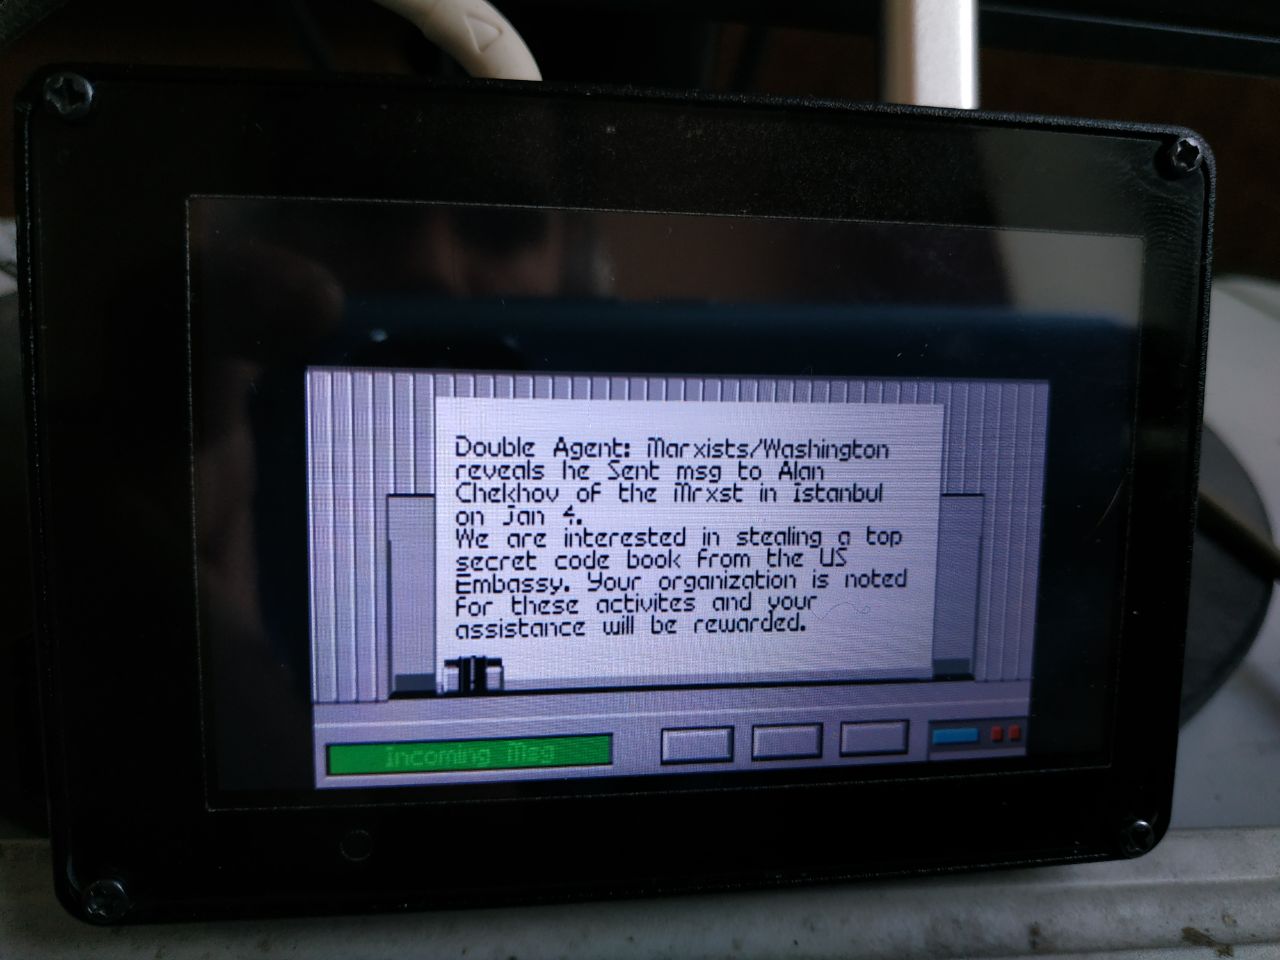 Double Agent: Marxists/Washington
reveals he Sent msg to Alan
Chekhov of the Mrxst in Istanbul
on Jan 4.
We are interested in stealing a top
secret code book from the US
Embassy. Your organization is noted
for these activites and your
assistance will be rewarded.
Incoming Msg